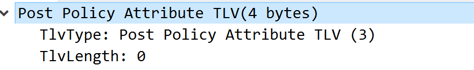 Post Policy Attribute TLV(4 bytes)
TlvType: Post Policy Attribute TLV (3)
TlvLength: 0